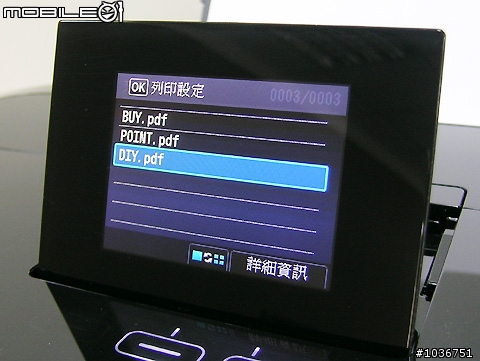 MOBILE01
OK 列印設定 0003/0003
BUY.pdf
POINT.pdf
DIY.pdf
詳細資訊
#1036751